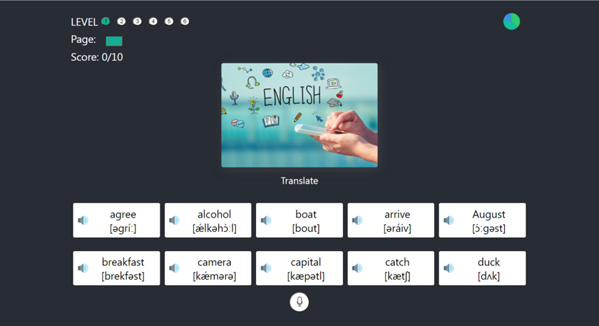 LEVEL 1 2 3 4 5 6
Page:
Score: 0/10
ENGLISH
Translate
agree
[əgríː]
alcohol
[ǽlkəhɔ̀ːl]
boat
[bout]
arrive
[əráiv]
August
[ɔ́ːgəst]
breakfast
[brekfəst]
camera
[kǽmərə]
capital
[kæpətl]
catch
[kætʃ]
duck
[dʌk]